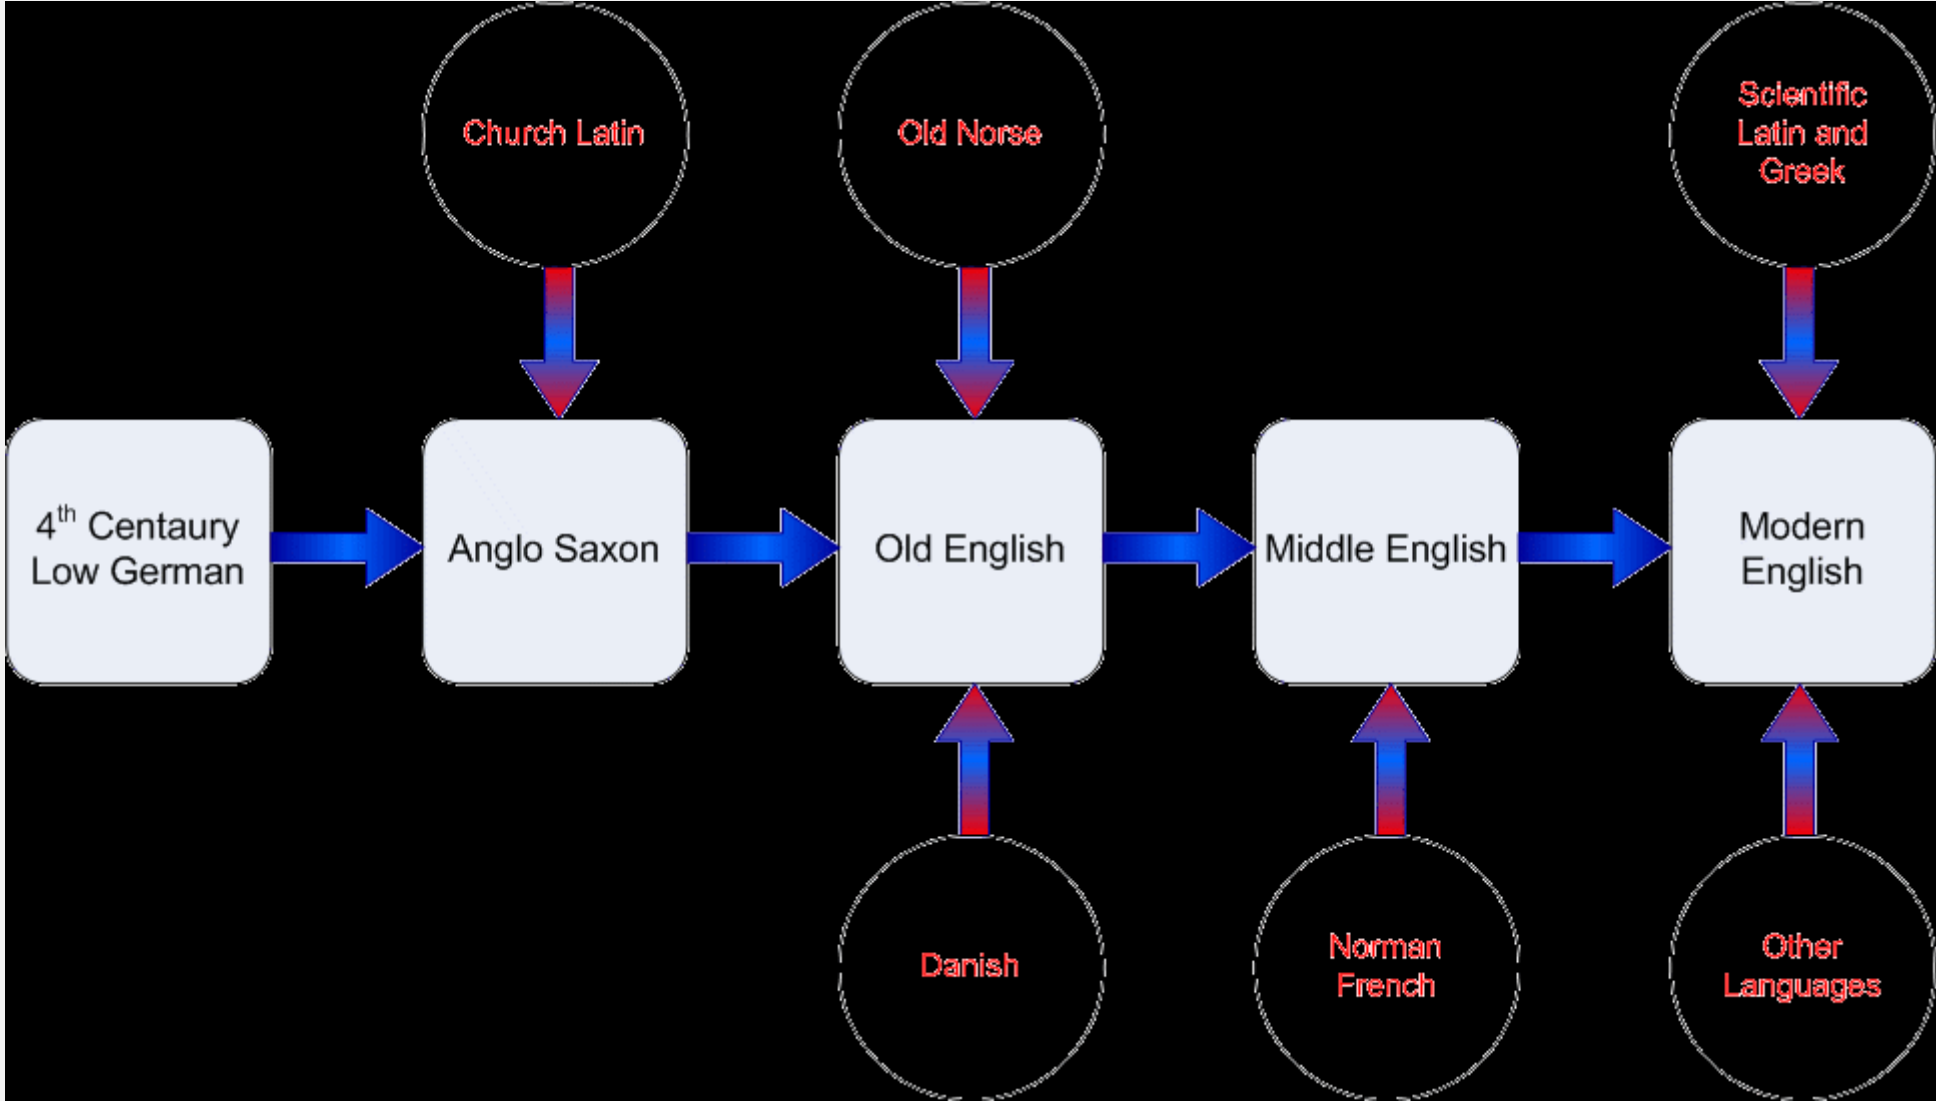 Church Latin
Old Norse
Scientific
Latin and
Greek
4th Centaury
Low German
Anglo Saxon
Old English
Middle English
Modern
English
Danish
Norman
French
Other
Languages